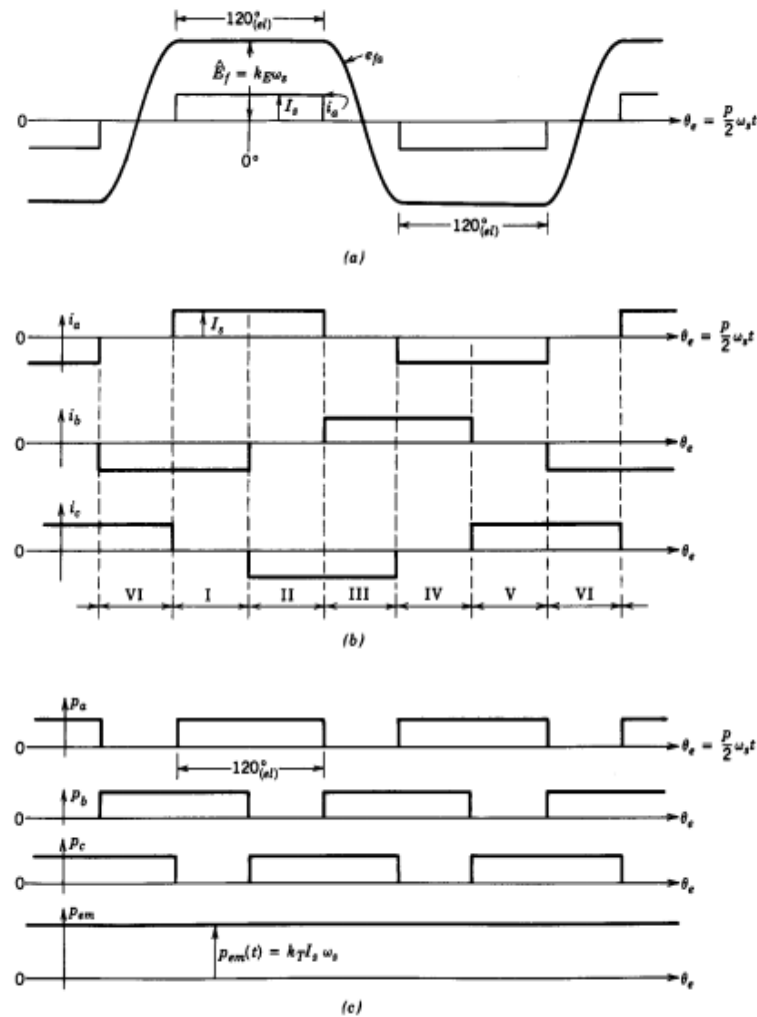 120°(el)
e_fa
Ê_f = k_E ω_s
I_s
i_a
0
θ_e = p/2 ω_s t
0°
120°(el)
(a)
i_a
I_s
0
θ_e = p/2 ω_s t
i_b
0
θ_e
i_c
0
θ_e
VI
I
II
III
IV
V
VI
(b)
p_a
0
θ_e = p/2 ω_s t
120°(el)
p_b
0
θ_e
p_c
0
θ_e
p_em
p_em(t) = k_T I_s ω_s
0
θ_e
(c)